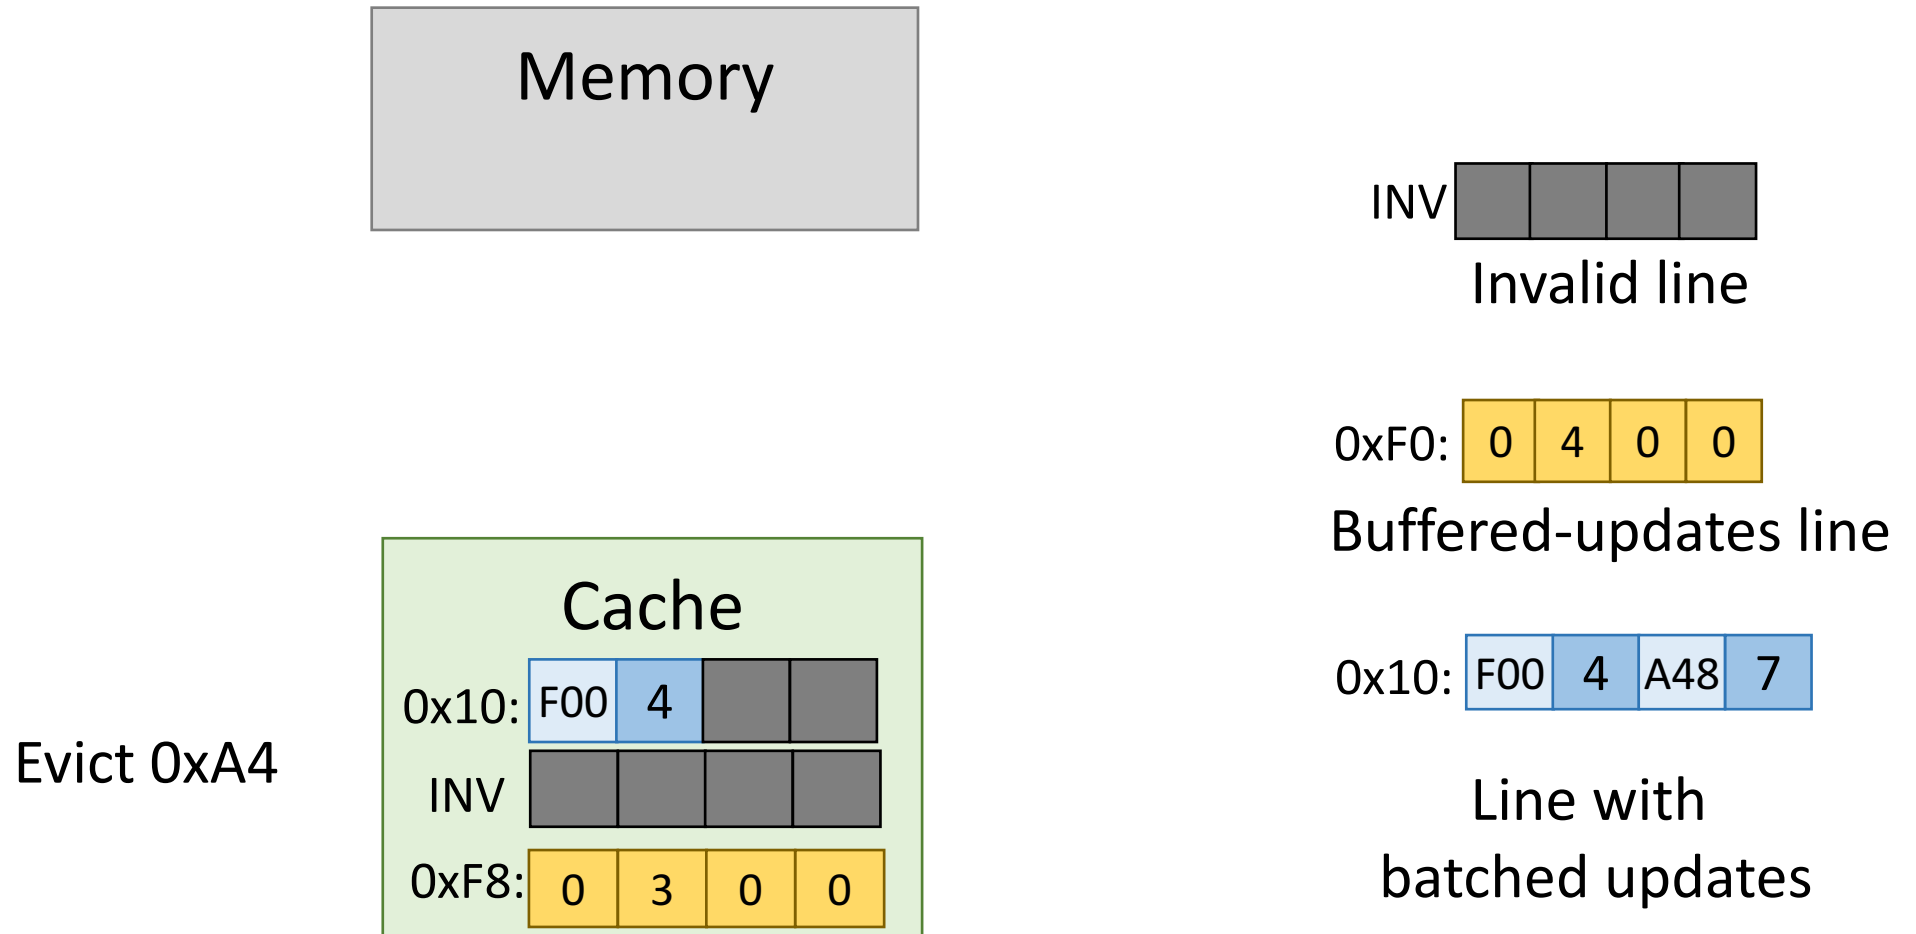 Memory
Evict 0xA4
Cache
0x10: F00 4
INV
0xF8: 0 3 0 0
INV
Invalid line
0xF0: 0 4 0 0
Buffered-updates line
0x10: F00 4 A48 7
Line with
batched updates